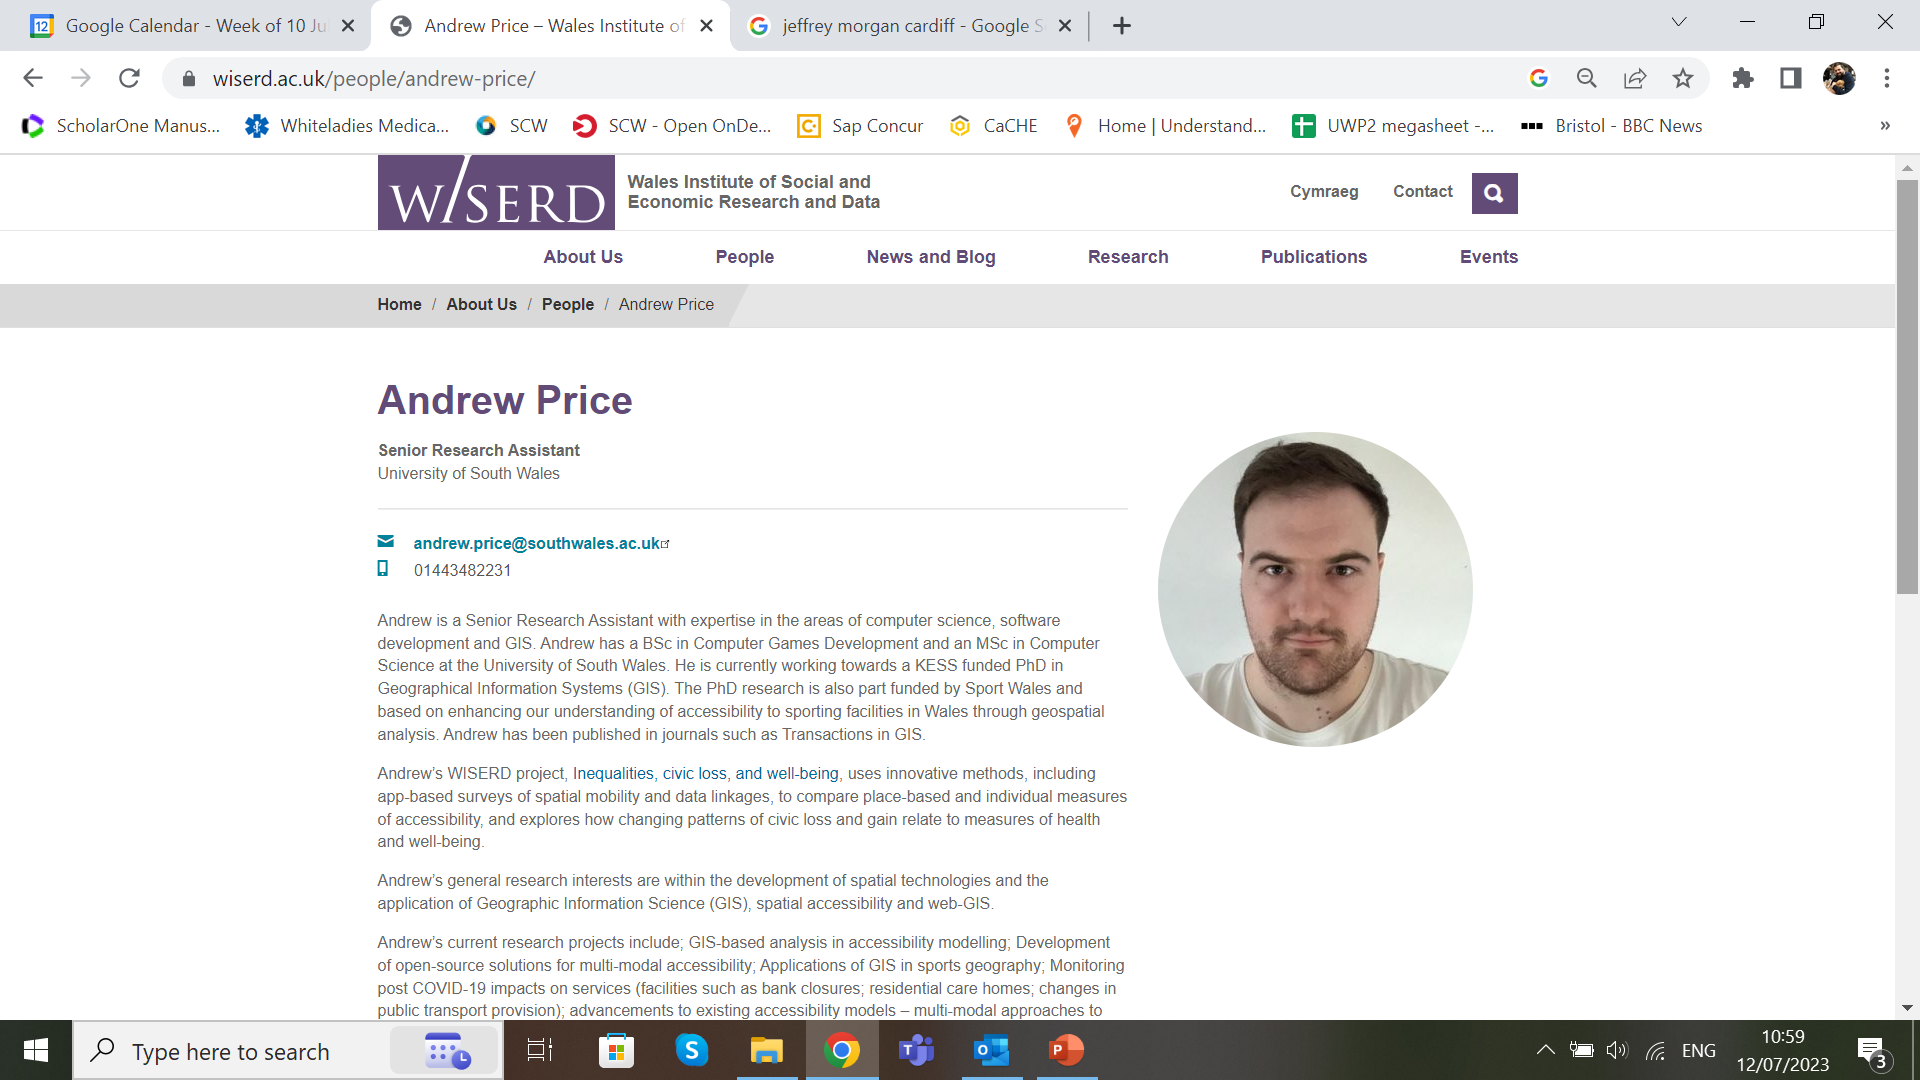 Google Calendar - Week of 10 Ju
Andrew Price – Wales Institute of
jeffrey morgan cardiff - Google S
wiserd.ac.uk/people/andrew-price/
ScholarOne Manus...
Whiteladies Medica...
SCW
SCW - Open OnDe...
Sap Concur
CaCHE
Home | Understand...
UWP2 megasheet -...
Bristol - BBC News
»
WISERD
Wales Institute of Social and
Economic Research and Data
Cymraeg
Contact
About Us
People
News and Blog
Research
Publications
Events
Home / About Us / People / Andrew Price
Andrew Price
Senior Research Assistant
University of South Wales
andrew.price@southwales.ac.uk
01443482231
Andrew is a Senior Research Assistant with expertise in the areas of computer science, software
development and GIS. Andrew has a BSc in Computer Games Development and an MSc in Computer
Science at the University of South Wales. He is currently working towards a KESS funded PhD in
Geographical Information Systems (GIS). The PhD research is also part funded by Sport Wales and
based on enhancing our understanding of accessibility to sporting facilities in Wales through geospatial
analysis. Andrew has been published in journals such as Transactions in GIS.
Andrew’s WISERD project, Inequalities, civic loss, and well-being, uses innovative methods, including
app-based surveys of spatial mobility and data linkages, to compare place-based and individual measures
of accessibility, and explores how changing patterns of civic loss and gain relate to measures of health
and well-being.
Andrew’s general research interests are within the development of spatial technologies and the
application of Geographic Information Science (GIS), spatial accessibility and web-GIS.
Andrew’s current research projects include; GIS-based analysis in accessibility modelling; Development
of open-source solutions for multi-modal accessibility; Applications of GIS in sports geography; Monitoring
post COVID-19 impacts on services (facilities such as bank closures; residential care homes; changes in
public transport provision); advancements to existing accessibility models – multi-modal approaches to
Type here to search
ENG
10:59
12/07/2023
3